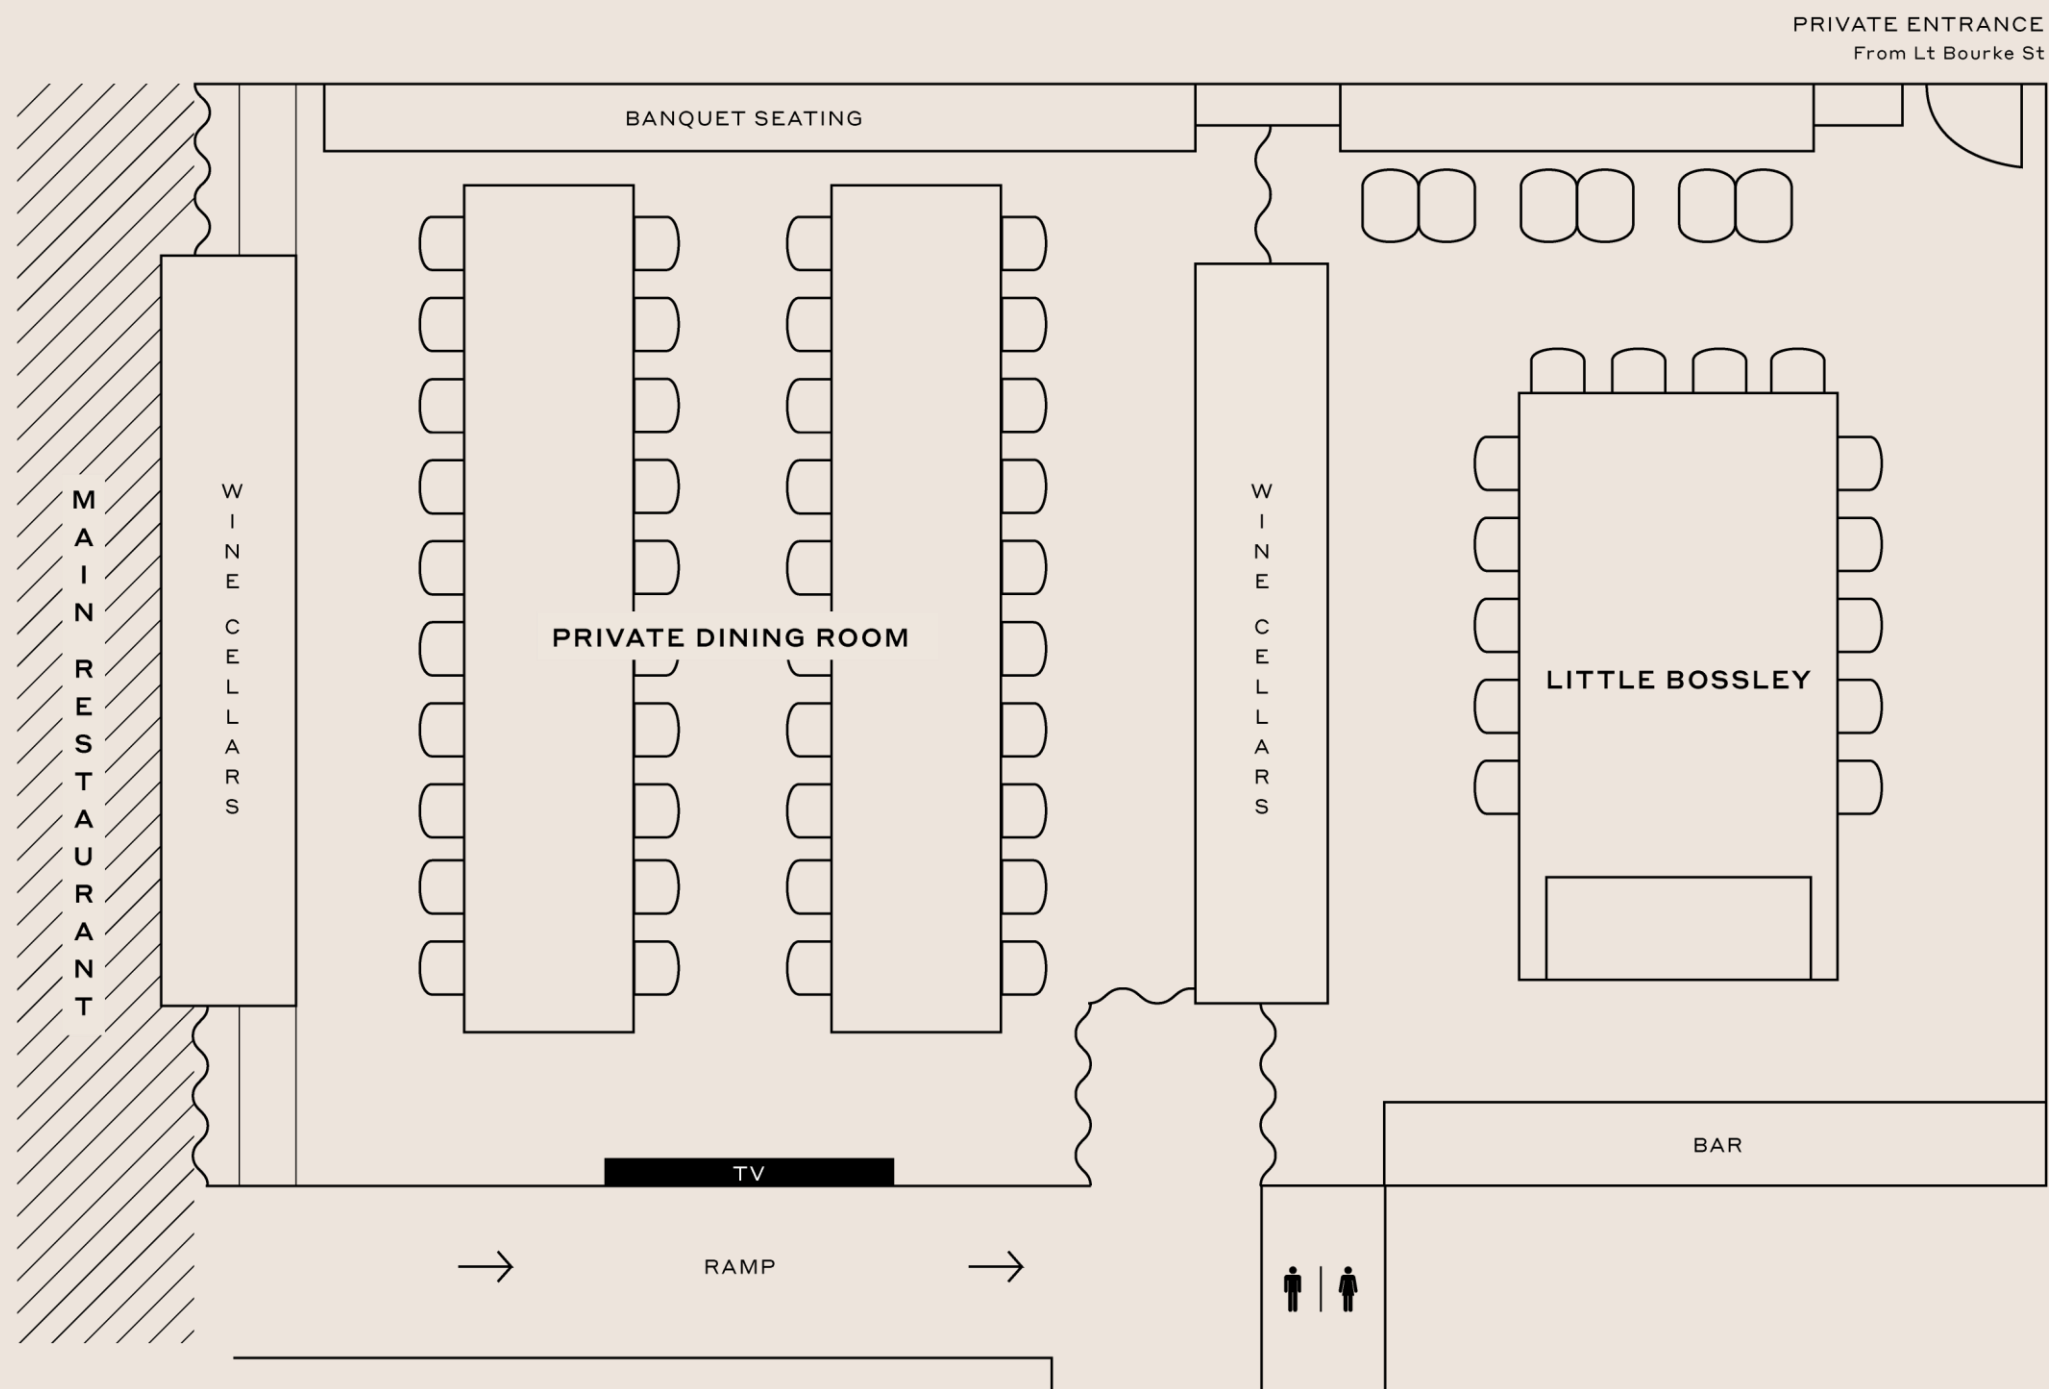 PRIVATE ENTRANCE
From Lt Bourke St
BANQUET SEATING
MAIN RESTAURANT
WINE CELLARS
PRIVATE DINING ROOM
WINE CELLARS
LITTLE BOSSLEY
BAR
TV
RAMP